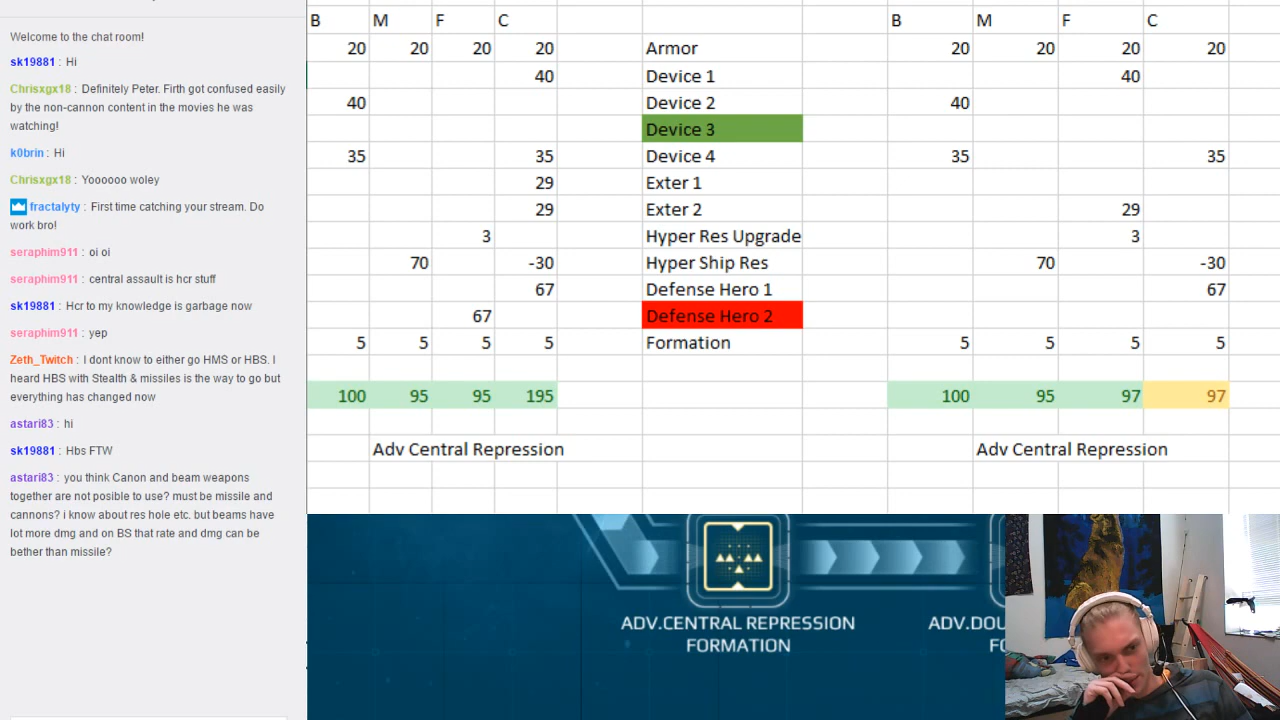 Welcome to the chat room!
sk19881 : Hi
Chrisxgx18 : Definitely Peter. Firth got confused easily
by the non-cannon content in the movies he was
watching!
k0brin : Hi
Chrisxgx18 : Yoooooo woley
fractalyty : First time catching your stream. Do
work bro!
seraphim911 : oi oi
seraphim911 : central assault is hcr stuff
sk19881 : Hcr to my knowledge is garbage now
seraphim911 : yep
Zeth_Twitch : I dont know to either go HMS or HBS. I
heard HBS with Stealth & missiles is the way to go but
everything has changed now
astari83 : hi
sk19881 : Hbs FTW
astari83 : you think Canon and beam weapons
together are not posible to use? must be missile and
cannons? i know about res hole etc. but beams have
lot more dmg and on BS that rate and dmg can be
bether than missile?
B M F C B M F C
20 20 20 20 Armor 20 20 20 20
40 Device 1 40
40 Device 2 40
Device 3
35 35 Device 4 35 35
29 Exter 1
29 Exter 2 29
3 Hyper Res Upgrade 3
70 -30 Hyper Ship Res 70 -30
67 Defense Hero 1 67
67 Defense Hero 2
5 5 5 5 Formation 5 5 5 5
100 95 95 195 100 95 97 97
Adv Central Repression Adv Central Repression
ADV.CENTRAL REPRESSION
FORMATION
ADV.DOU
FO